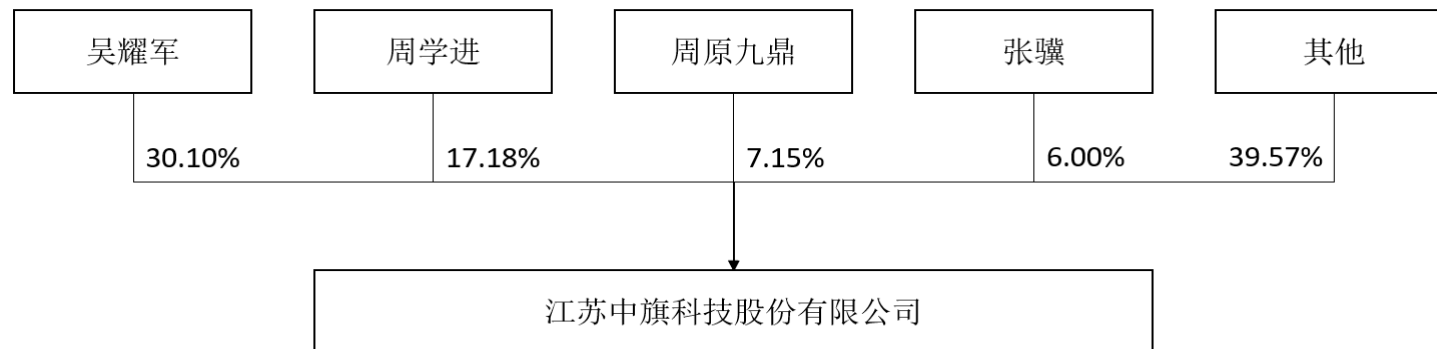 吴耀军
周学进
周原九鼎
张骥
其他
30.10%
17.18%
7.15%
6.00%
39.57%
江苏中旗科技股份有限公司